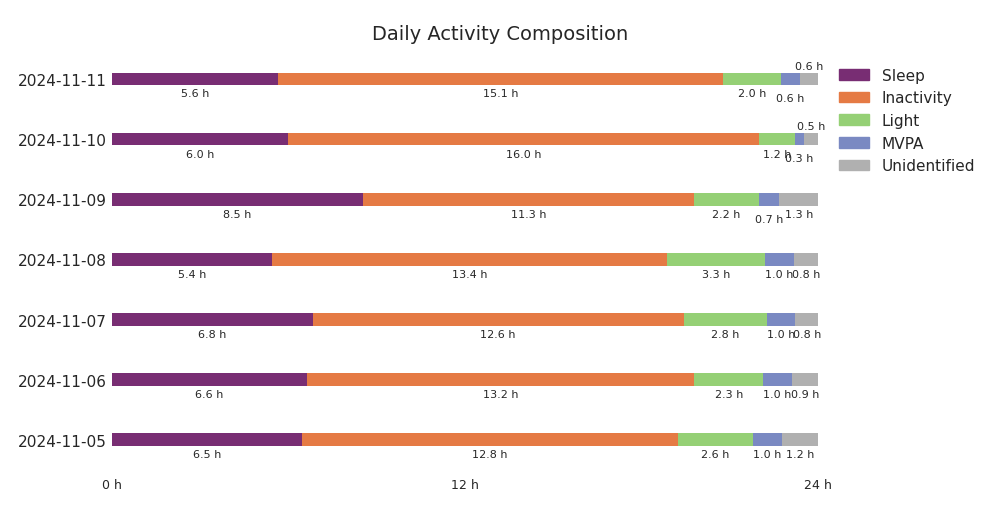 Daily Activity Composition
2024-11-11
5.6 h 15.1 h 2.0 h 0.6 h 0.6 h
2024-11-10
6.0 h 16.0 h 1.2 h 0.3 h 0.5 h
2024-11-09
8.5 h 11.3 h 2.2 h 0.7 h 1.3 h
2024-11-08
5.4 h 13.4 h 3.3 h 1.0 h 0.8 h
2024-11-07
6.8 h 12.6 h 2.8 h 1.0 h 0.8 h
2024-11-06
6.6 h 13.2 h 2.3 h 1.0 h 0.9 h
2024-11-05
6.5 h 12.8 h 2.6 h 1.0 h 1.2 h
0 h 12 h 24 h
Sleep
Inactivity
Light
MVPA
Unidentified